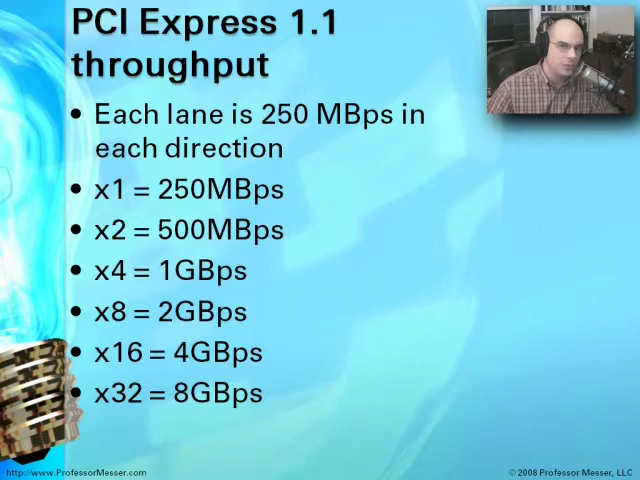 PCI Express 1.1
throughput
• Each lane is 250 MBps in
each direction
• x1 = 250MBps
• x2 = 500MBps
• x4 = 1GBps
• x8 = 2GBps
• x16 = 4GBps
• x32 = 8GBps
http://www.ProfessorMesser.com
© 2008 Professor Messer, LLC